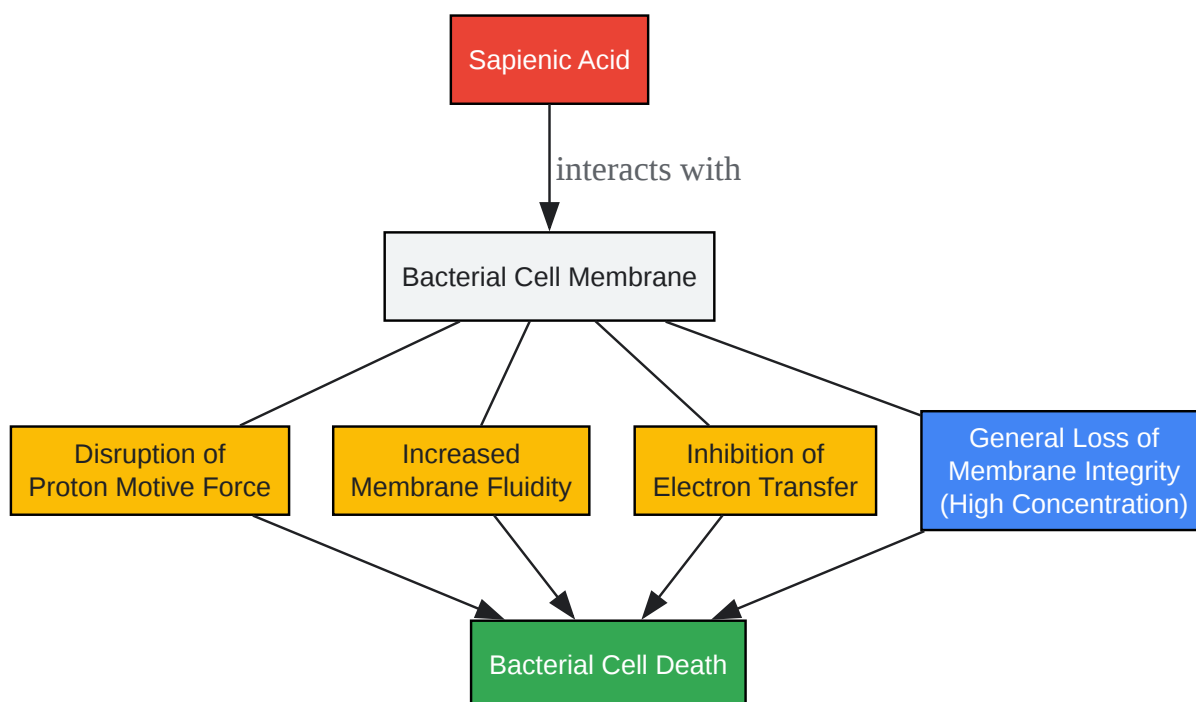 Sapienic Acid
interacts with
Bacterial Cell Membrane
Disruption of
Proton Motive Force
Increased
Membrane Fluidity
Inhibition of
Electron Transfer
General Loss of
Membrane Integrity
(High Concentration)
Bacterial Cell Death